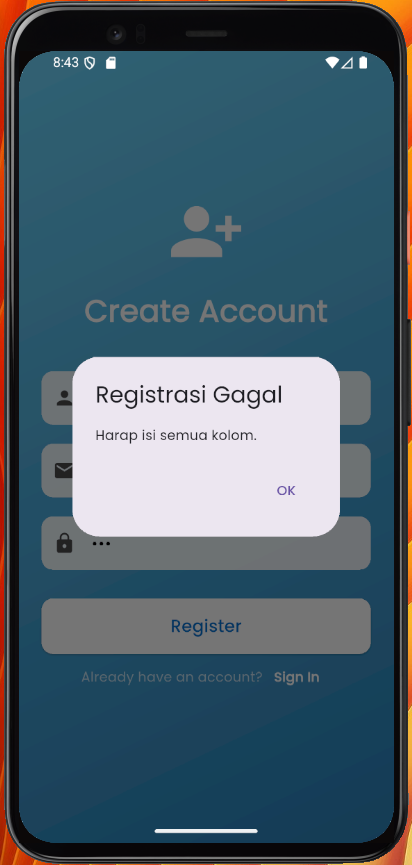 8:43
Create Account
Registrasi Gagal
Harap isi semua kolom.
OK
•••
Register
Already have an account? Sign In